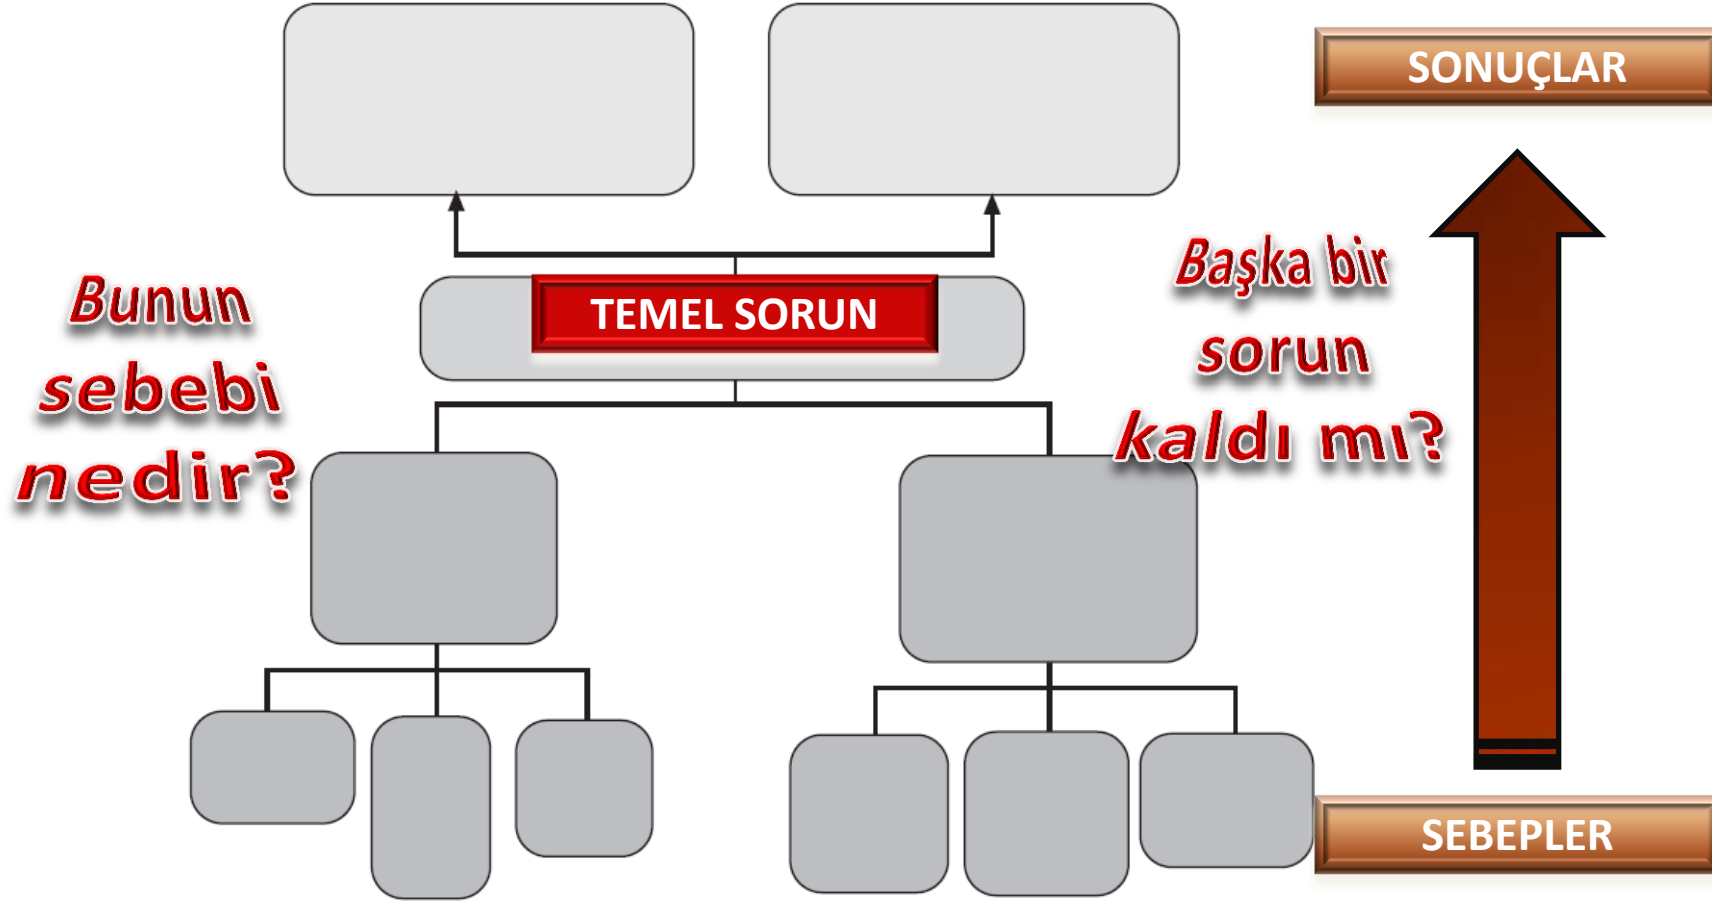 SONUÇLAR
TEMEL SORUN
Bunun
sebebi
nedir?
Başka bir
sorun
kaldı mı?
SEBEPLER